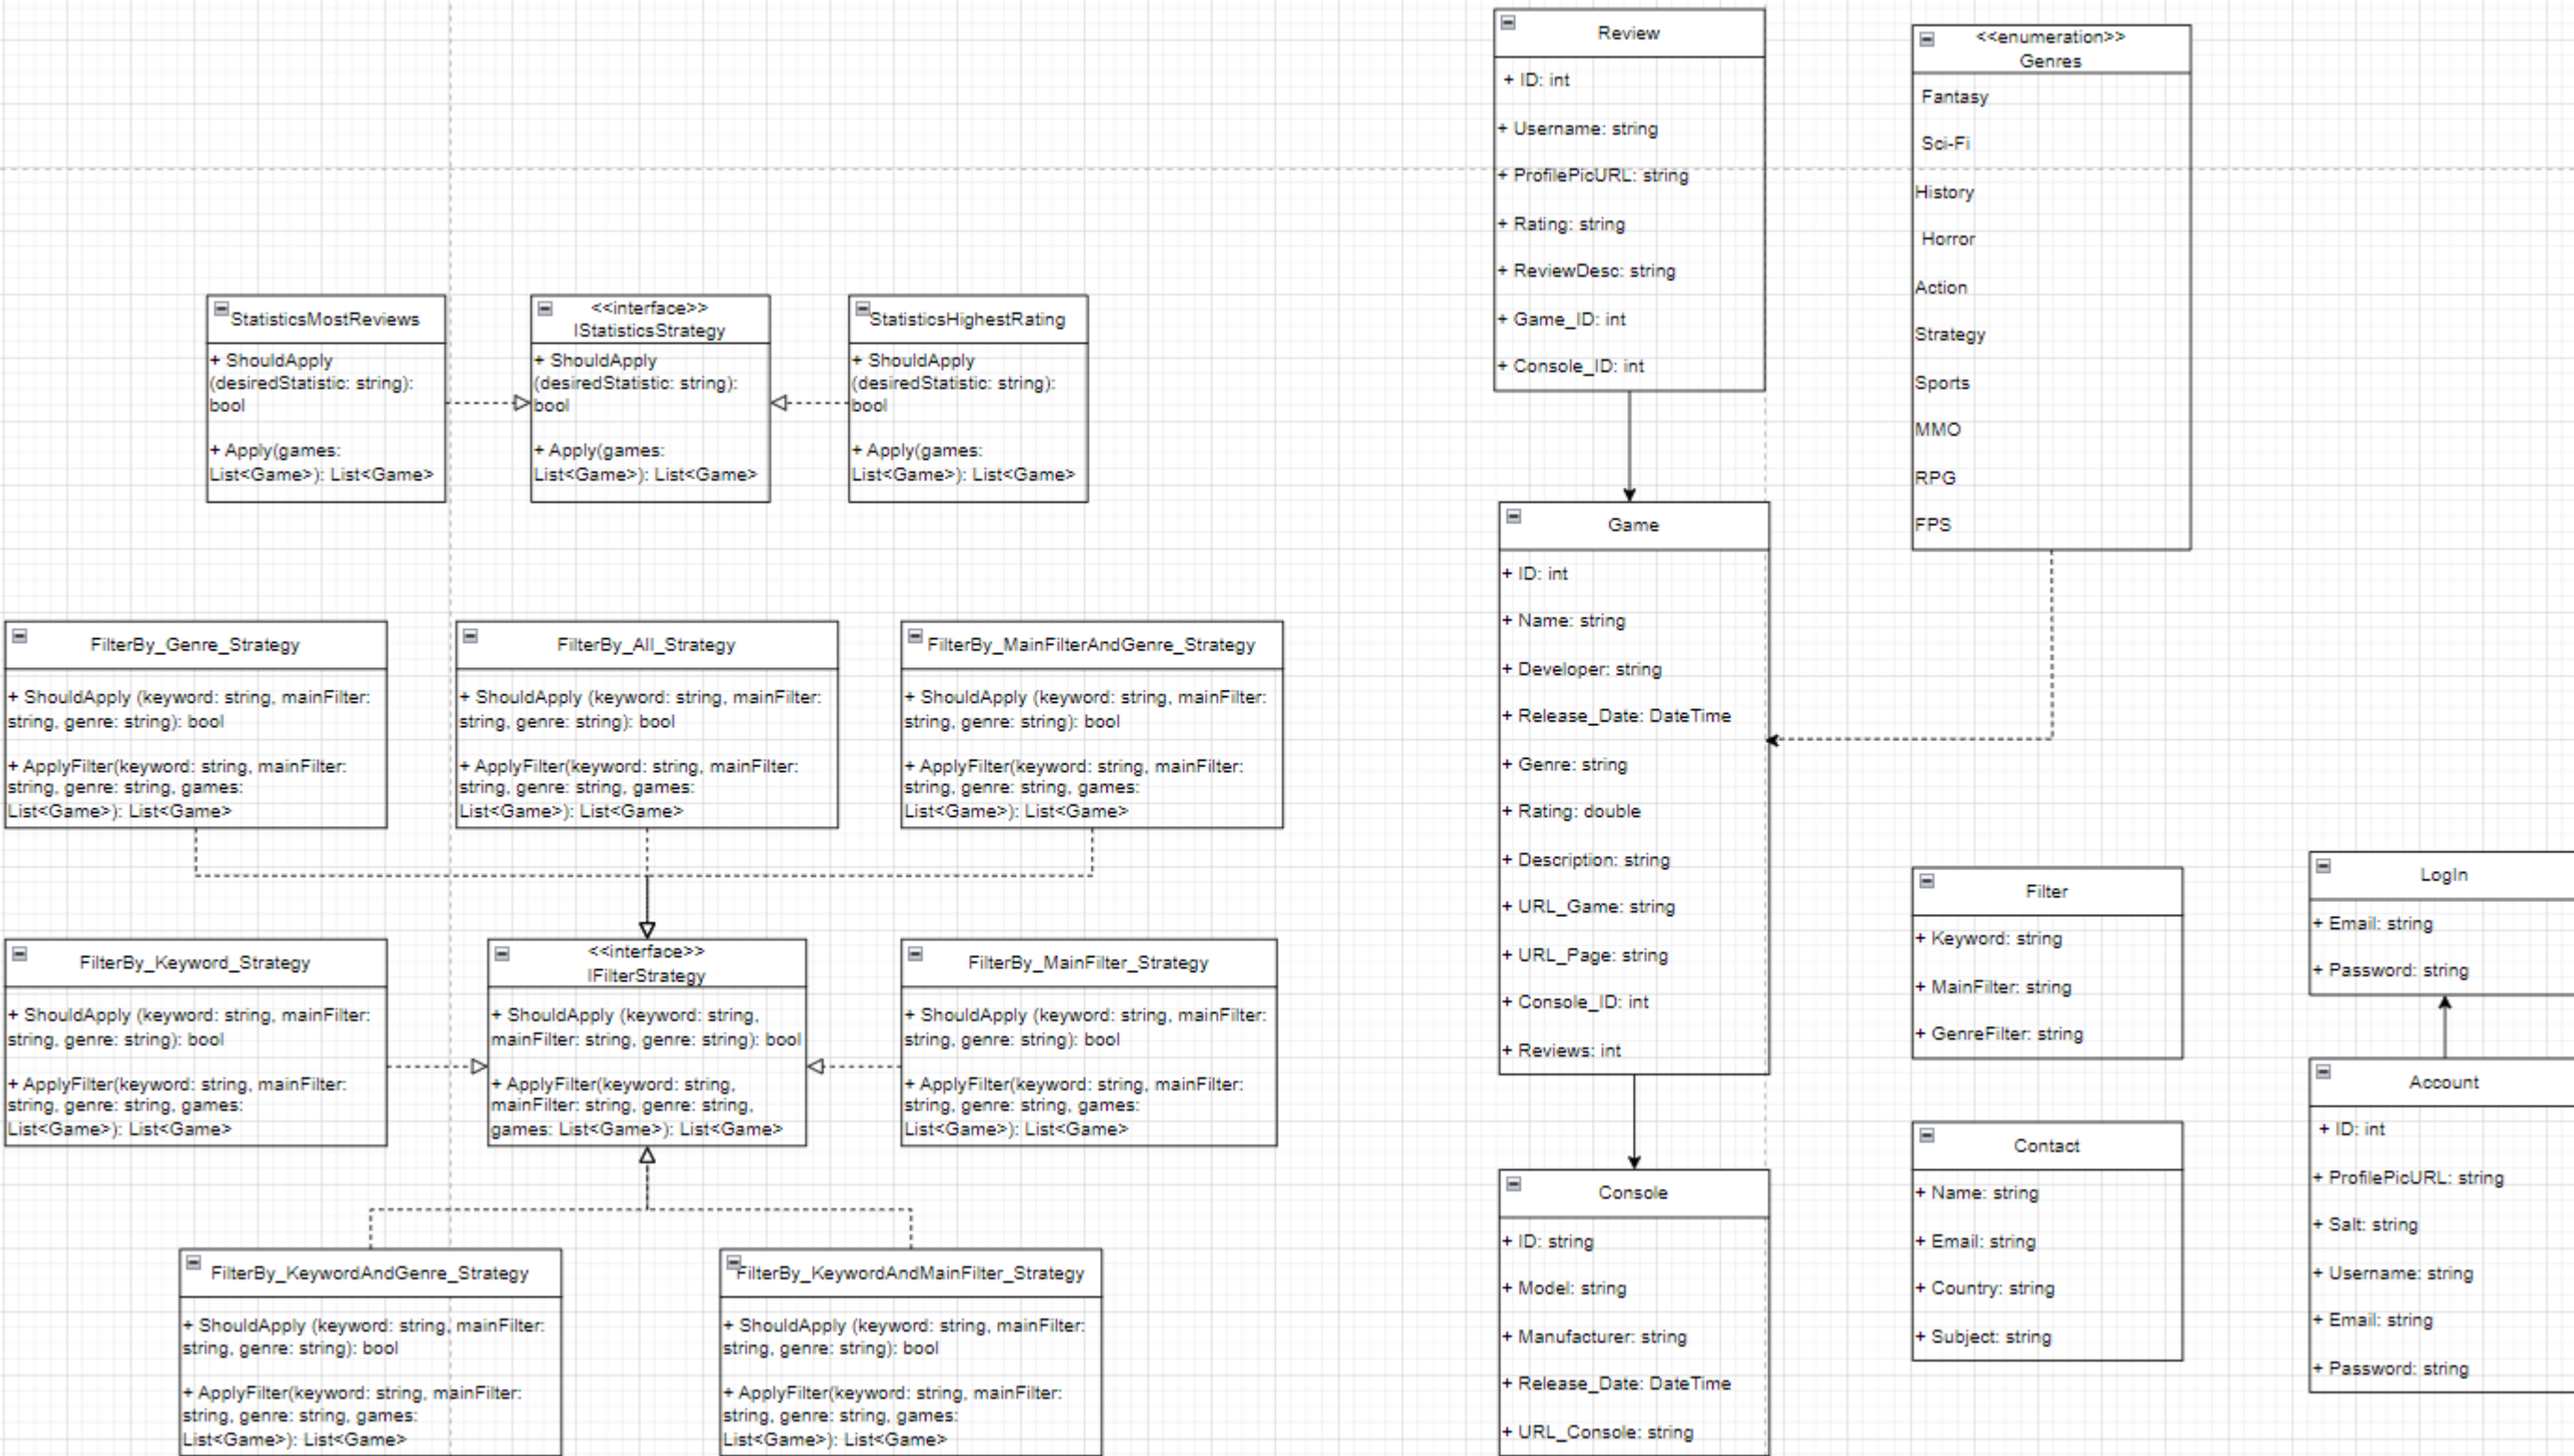 Review
+ ID: int
+ Username: string
+ ProfilePicURL: string
+ Rating: string
+ ReviewDesc: string
+ Game_ID: int
+ Console_ID: int
<<enumeration>>
Genres
Fantasy
Sci-Fi
History
Horror
Action
Strategy
Sports
MMO
RPG
FPS
StatisticsMostReviews
+ ShouldApply
(desiredStatistic: string):
bool
+ Apply(games:
List<Game>): List<Game>
<<interface>>
IStatisticsStrategy
+ ShouldApply
(desiredStatistic: string):
bool
+ Apply(games:
List<Game>): List<Game>
StatisticsHighestRating
+ ShouldApply
(desiredStatistic: string):
bool
+ Apply(games:
List<Game>): List<Game>
Game
+ ID: int
+ Name: string
+ Developer: string
+ Release_Date: DateTime
+ Genre: string
+ Rating: double
+ Description: string
+ URL_Game: string
+ URL_Page: string
+ Console_ID: int
+ Reviews: int
FilterBy_Genre_Strategy
+ ShouldApply (keyword: string, mainFilter:
string, genre: string): bool
+ ApplyFilter(keyword: string, mainFilter:
string, genre: string, games:
List<Game>): List<Game>
FilterBy_All_Strategy
+ ShouldApply (keyword: string, mainFilter:
string, genre: string): bool
+ ApplyFilter(keyword: string, mainFilter:
string, genre: string, games:
List<Game>): List<Game>
FilterBy_MainFilterAndGenre_Strategy
+ ShouldApply (keyword: string, mainFilter:
string, genre: string): bool
+ ApplyFilter(keyword: string, mainFilter:
string, genre: string, games:
List<Game>): List<Game>
FilterBy_Keyword_Strategy
+ ShouldApply (keyword: string, mainFilter:
string, genre: string): bool
+ ApplyFilter(keyword: string, mainFilter:
string, genre: string, games:
List<Game>): List<Game>
<<interface>>
IFilterStrategy
+ ShouldApply (keyword: string,
mainFilter: string, genre: string): bool
+ ApplyFilter(keyword: string,
mainFilter: string, genre: string,
games: List<Game>): List<Game>
FilterBy_MainFilter_Strategy
+ ShouldApply (keyword: string, mainFilter:
string, genre: string): bool
+ ApplyFilter(keyword: string, mainFilter:
string, genre: string, games:
List<Game>): List<Game>
Filter
+ Keyword: string
+ MainFilter: string
+ GenreFilter: string
LogIn
+ Email: string
+ Password: string
Contact
+ Name: string
+ Email: string
+ Country: string
+ Subject: string
Account
+ ID: int
+ ProfilePicURL: string
+ Salt: string
+ Username: string
+ Email: string
+ Password: string
Console
+ ID: string
+ Model: string
+ Manufacturer: string
+ Release_Date: DateTime
+ URL_Console: string
FilterBy_KeywordAndGenre_Strategy
+ ShouldApply (keyword: string, mainFilter:
string, genre: string): bool
+ ApplyFilter(keyword: string, mainFilter:
string, genre: string, games:
List<Game>): List<Game>
FilterBy_KeywordAndMainFilter_Strategy
+ ShouldApply (keyword: string, mainFilter:
string, genre: string): bool
+ ApplyFilter(keyword: string, mainFilter:
string, genre: string, games:
List<Game>): List<Game>